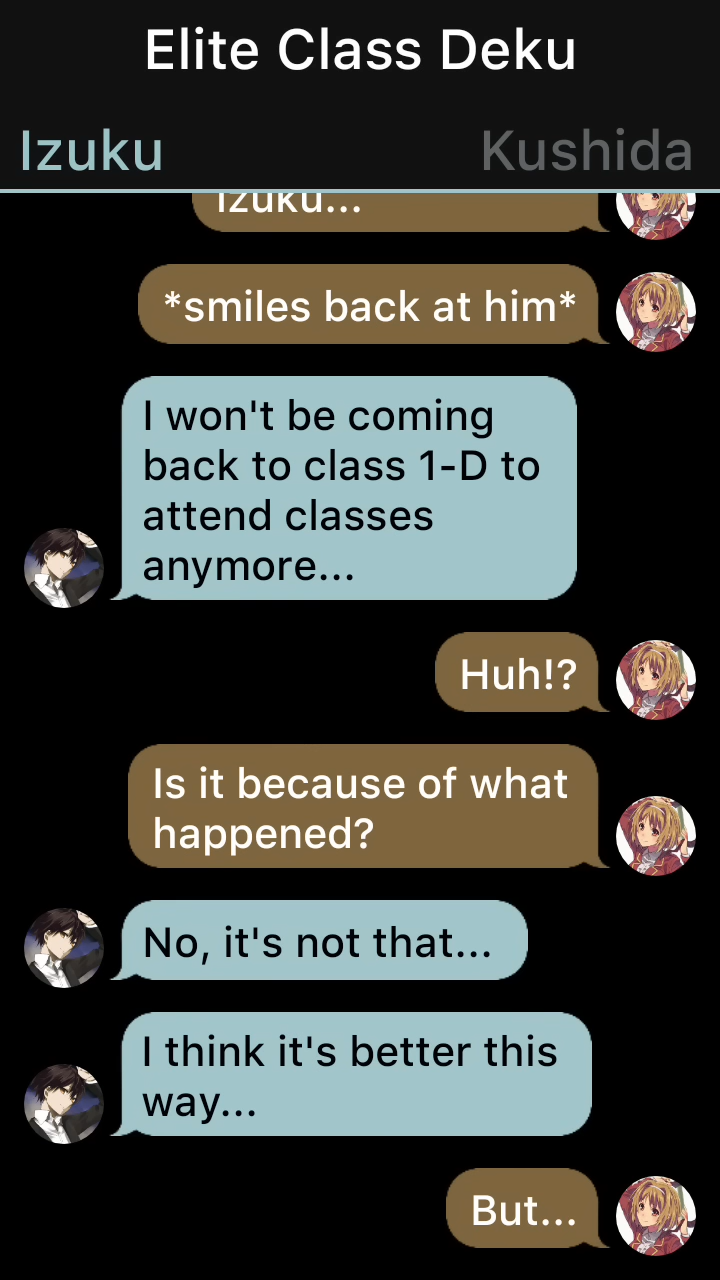 Elite Class Deku
Izuku
Kushida
Izuku...
*smiles back at him*
I won't be coming
back to class 1-D to
attend classes
anymore...
Huh!?
Is it because of what
happened?
No, it's not that...
I think it's better this
way...
But...